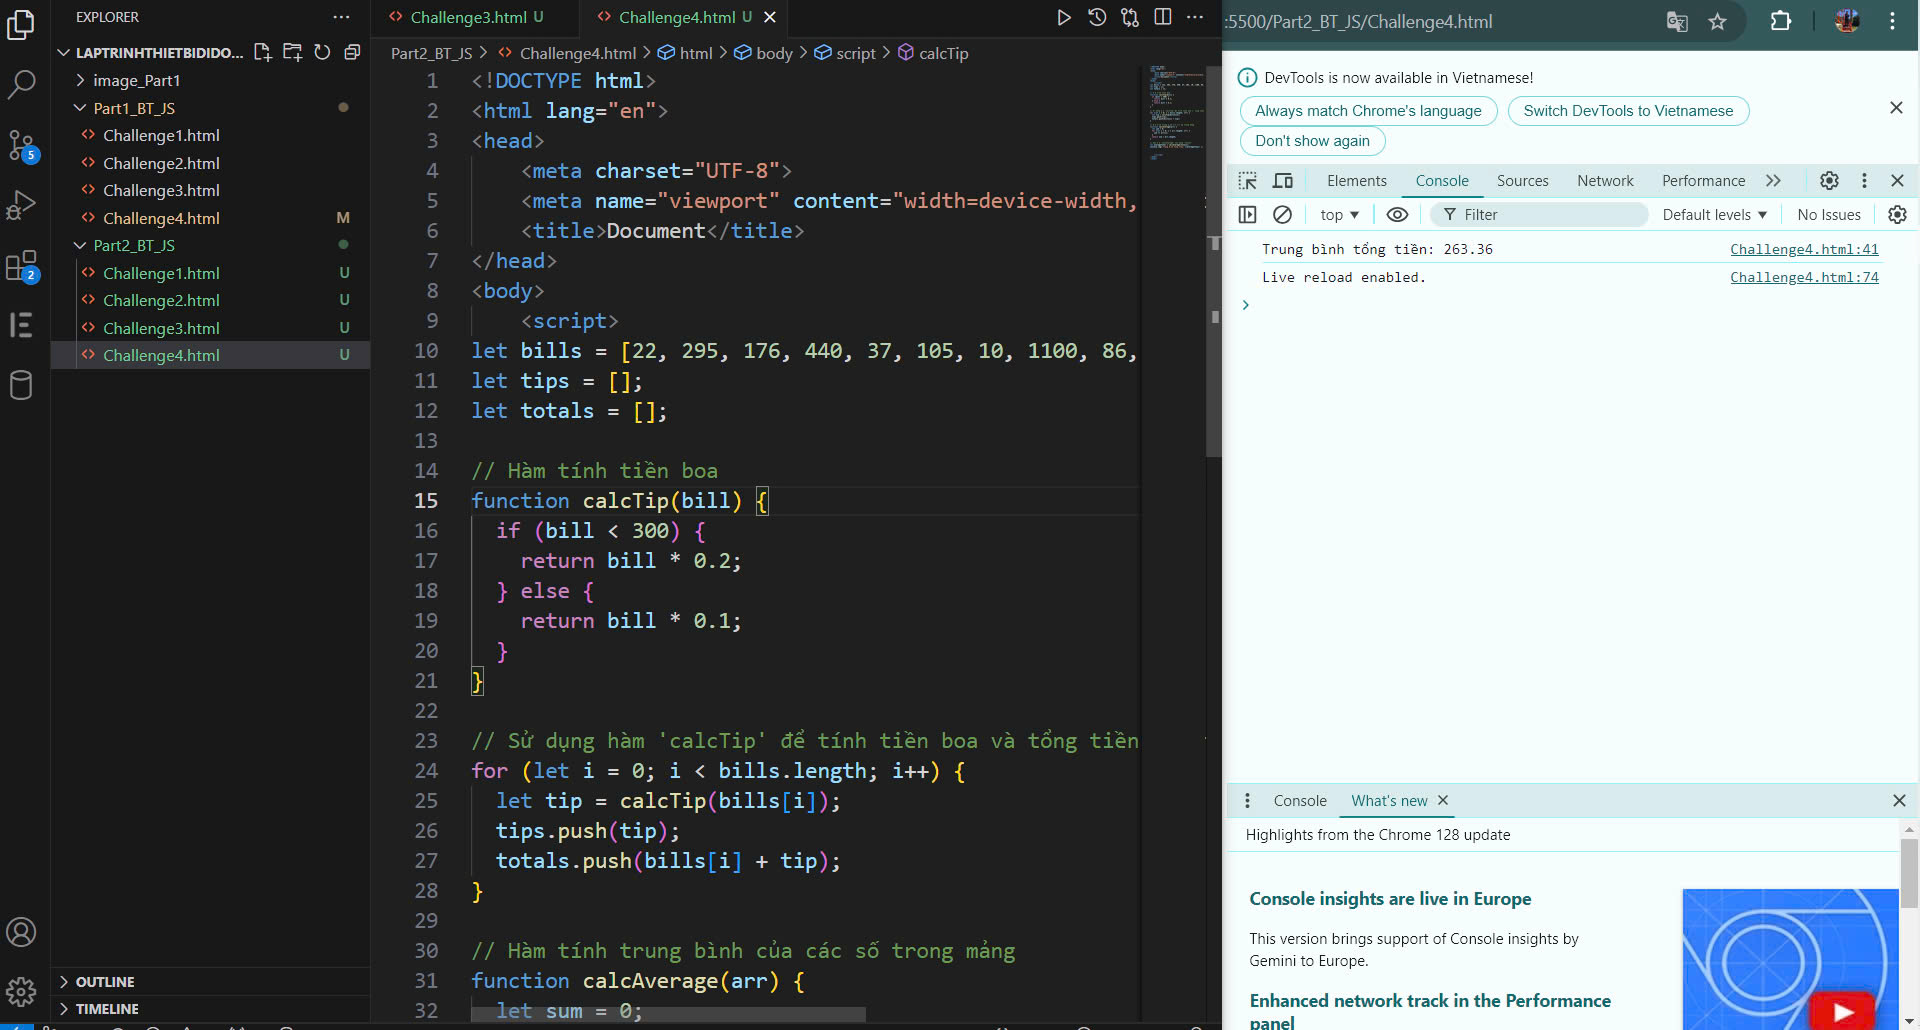 EXPLORER
LAPTRINHTHIETBIDIDO...
image_Part1
Part1_BT_JS
Challenge1.html
Challenge2.html
Challenge3.html
Challenge4.html M
Part2_BT_JS
Challenge1.html U
Challenge2.html U
Challenge3.html U
Challenge4.html U
5
2
OUTLINE
TIMELINE
Challenge3.html U
Challenge4.html U
Part2_BT_JS > Challenge4.html > html > body > script > calcTip
1 <!DOCTYPE html>
2 <html lang="en">
3 <head>
4 <meta charset="UTF-8">
5 <meta name="viewport" content="width=device-width,
6 <title>Document</title>
7 </head>
8 <body>
9 <script>
10 let bills = [22, 295, 176, 440, 37, 105, 10, 1100, 86,
11 let tips = [];
12 let totals = [];
13
14 // Hàm tính tiền boa
15 function calcTip(bill) {
16 if (bill < 300) {
17 return bill * 0.2;
18 } else {
19 return bill * 0.1;
20 }
21 }
22
23 // Sử dụng hàm 'calcTip' để tính tiền boa và tổng tiền
24 for (let i = 0; i < bills.length; i++) {
25 let tip = calcTip(bills[i]);
26 tips.push(tip);
27 totals.push(bills[i] + tip);
28 }
29
30 // Hàm tính trung bình của các số trong mảng
31 function calcAverage(arr) {
32 let sum = 0;
:5500/Part2_BT_JS/Challenge4.html
DevTools is now available in Vietnamese!
Always match Chrome's language
Switch DevTools to Vietnamese
Don't show again
Elements Console Sources Network Performance
top Filter Default levels No Issues
Trung bình tổng tiền: 263.36 Challenge4.html:41
Live reload enabled. Challenge4.html:74
Console What's new
Highlights from the Chrome 128 update
Console insights are live in Europe
This version brings support of Console insights by
Gemini to Europe.
Enhanced network track in the Performance
panel